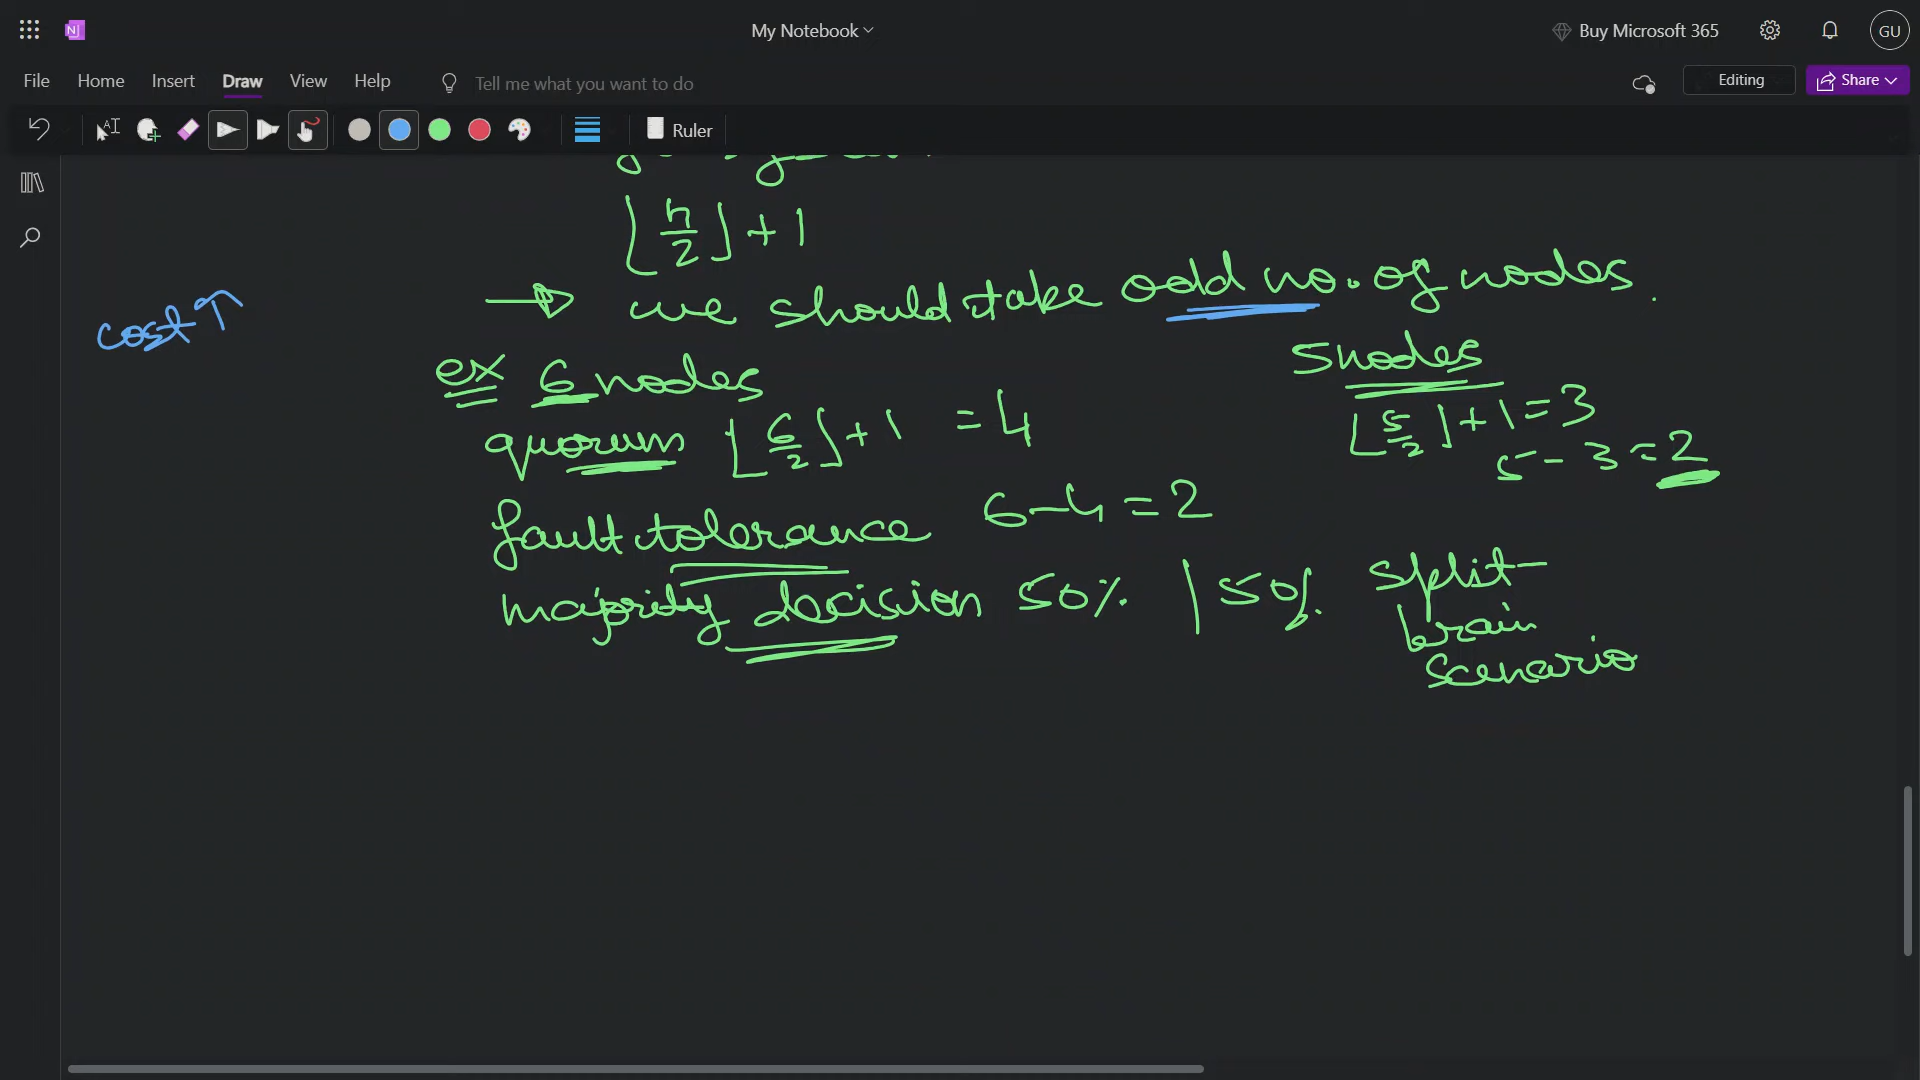 My Notebook
Buy Microsoft 365
GU
File Home Insert Draw View Help
Tell me what you want to do
Editing
Share
Ruler
⌊n/2⌋ + 1
cost ↑
→ we should take odd no. of nodes.
ex 6 nodes
5 nodes
quorum ⌊6/2⌋ + 1 = 4
⌊5/2⌋ + 1 = 3
5 - 3 = 2
fault tolerance 6 - 4 = 2
majority decision 50% | 50%.
split-
brain
scenario